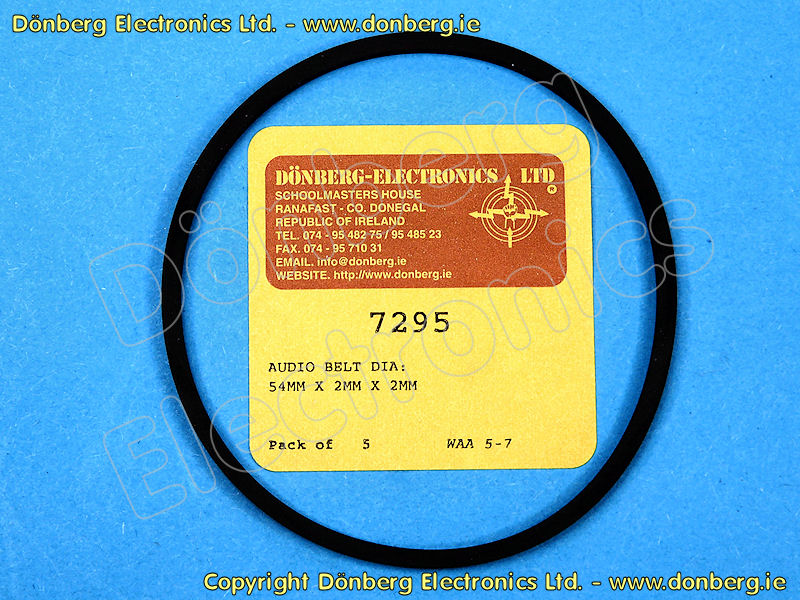 Dönberg Electronics Ltd. - www.donberg.ie
DÖNBERG-ELECTRONICS LTD
®
SCHOOLMASTERS HOUSE
RANAFAST - CO. DONEGAL
REPUBLIC OF IRELAND
TEL. 074 - 95 482 75 / 95 485 23
FAX. 074 - 95 710 31
EMAIL. info@donberg.ie
WEBSITE. http://www.donberg.ie
7295
AUDIO BELT DIA:
54MM X 2MM X 2MM
Pack of 5 WAA 5-7
Dönberg
Electronics
Copyright Dönberg Electronics Ltd. - www.donberg.ie